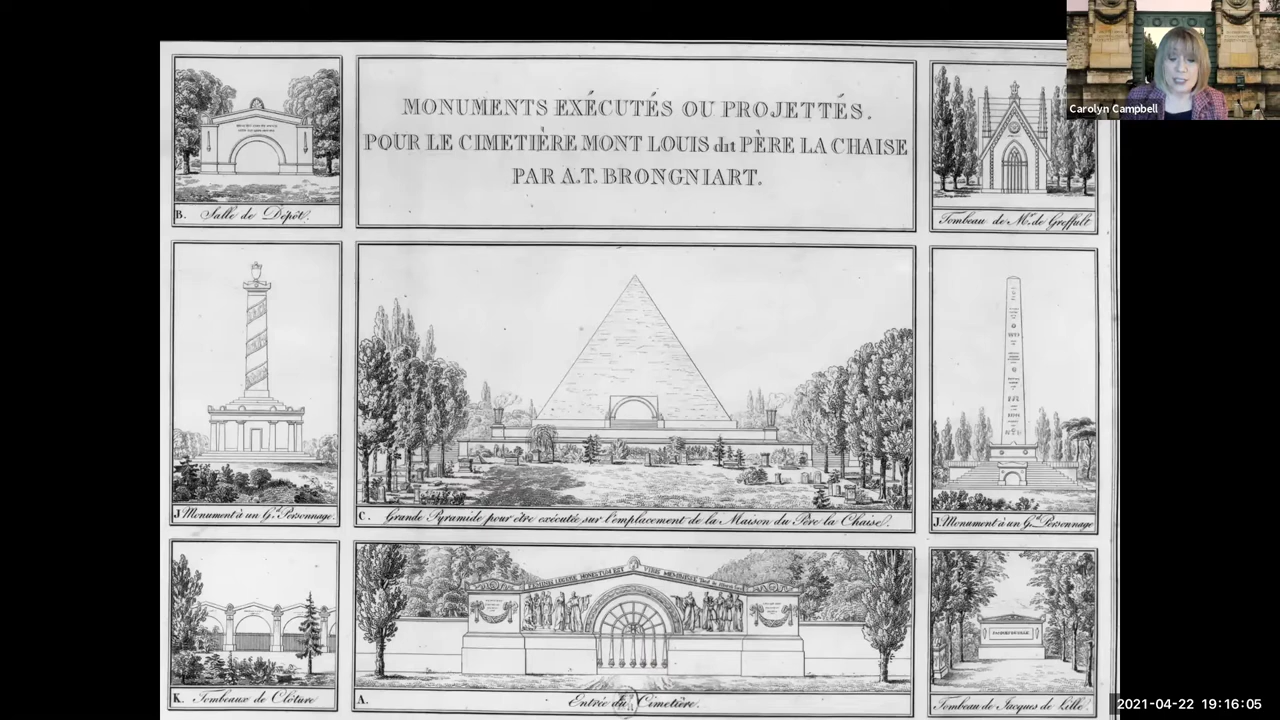 Carolyn Campbell
MONUMENTS EXÉCUTÉS OU PROJETTÉS.
POUR LE CIMETIÈRE MONT LOUIS dit PÈRE LA CHAISE
PAR A.T. BRONGNIART.
B. Salle de Dépôt.
Tombeau de Mr. de Greffult
J Monument à un Gd. Personnage.
C. Grande Pyramide pour être exécutée sur l'emplacement de la Maison du Père la Chaise.
J. Monument à un Gd. Personnage
K. Tombeaux de Clôture
A. Entrée du Cimetière.
Tombeau de Jacques de Lille.
2021-04-22 19:16:05